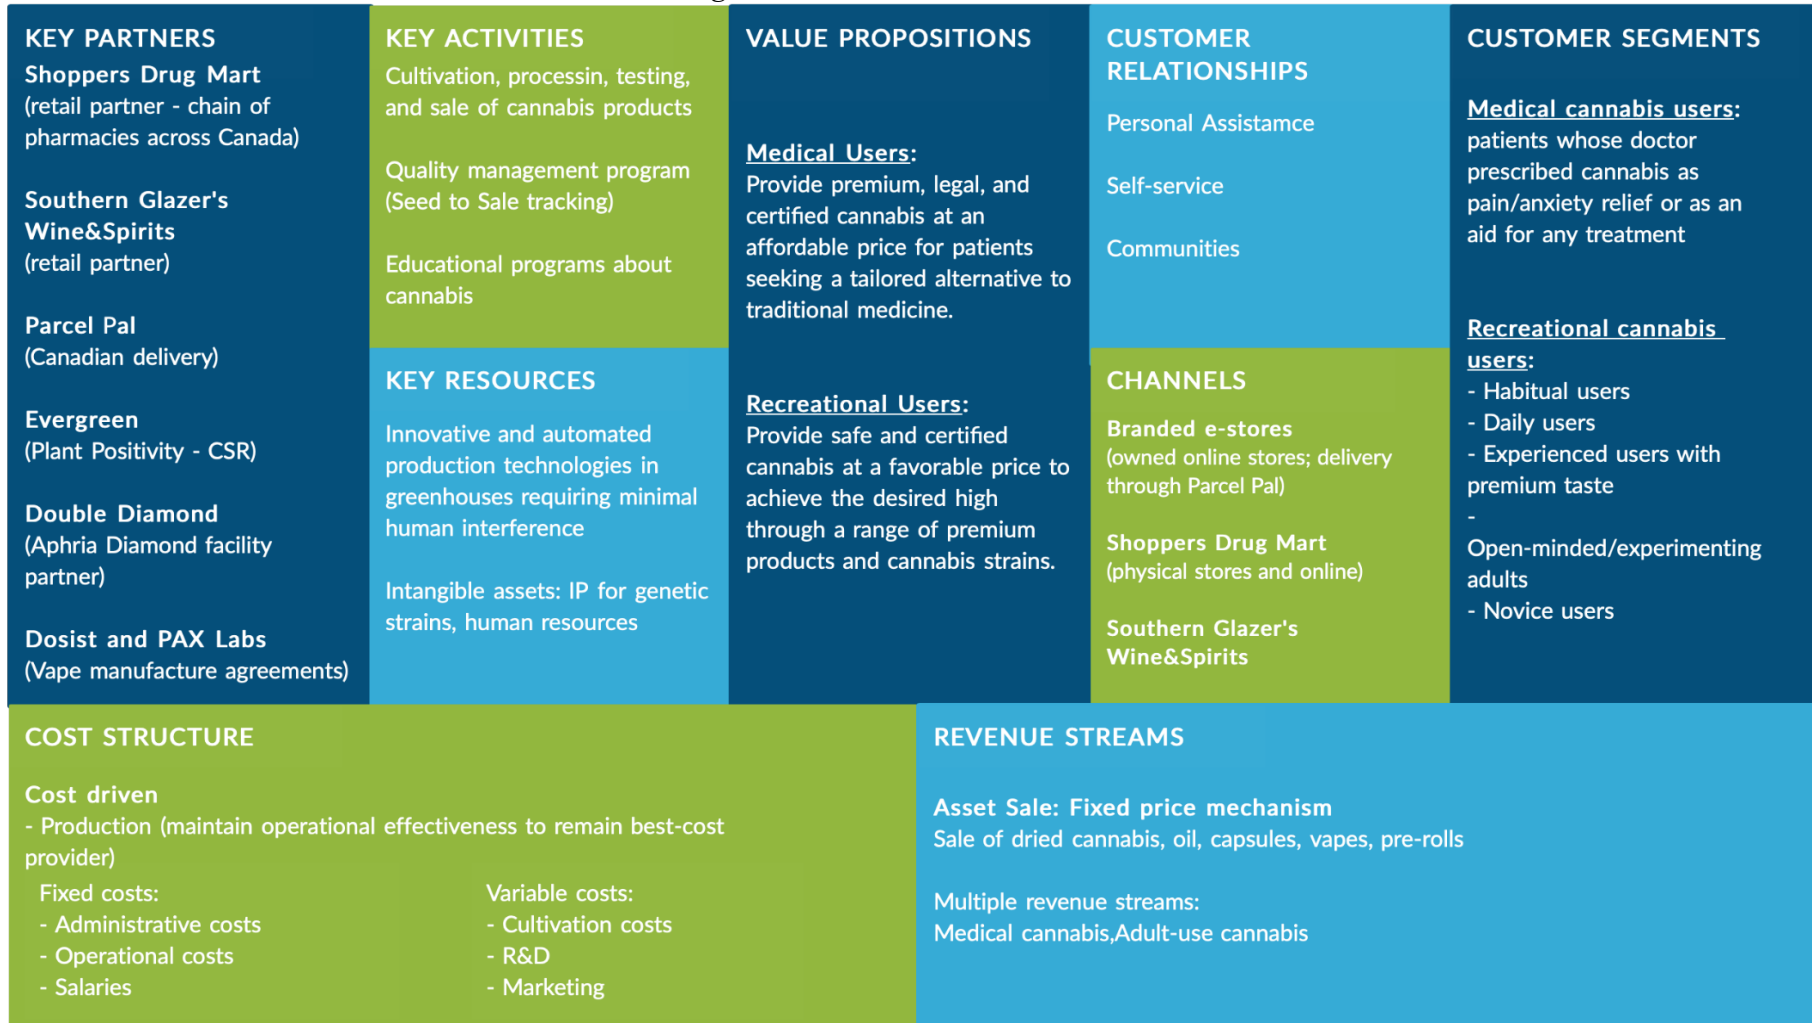 KEY PARTNERS
Shoppers Drug Mart
(retail partner - chain of
pharmacies across Canada)
Southern Glazer's
Wine&Spirits
(retail partner)
Parcel Pal
(Canadian delivery)
Evergreen
(Plant Positivity - CSR)
Double Diamond
(Aphria Diamond facility
partner)
Dosist and PAX Labs
(Vape manufacture agreements)
KEY ACTIVITIES
Cultivation, processin, testing,
and sale of cannabis products
Quality management program
(Seed to Sale tracking)
Educational programs about
cannabis
KEY RESOURCES
Innovative and automated
production technologies in
greenhouses requiring minimal
human interference
Intangible assets: IP for genetic
strains, human resources
VALUE PROPOSITIONS
Medical Users:
Provide premium, legal, and
certified cannabis at an
affordable price for patients
seeking a tailored alternative to
traditional medicine.
Recreational Users:
Provide safe and certified
cannabis at a favorable price to
achieve the desired high
through a range of premium
products and cannabis strains.
CUSTOMER
RELATIONSHIPS
Personal Assistamce
Self-service
Communities
CHANNELS
Branded e-stores
(owned online stores; delivery
through Parcel Pal)
Shoppers Drug Mart
(physical stores and online)
Southern Glazer's
Wine&Spirits
CUSTOMER SEGMENTS
Medical cannabis users:
patients whose doctor
prescribed cannabis as
pain/anxiety relief or as an
aid for any treatment
Recreational cannabis
users:
- Habitual users
- Daily users
- Experienced users with
premium taste
-
Open-minded/experimenting
adults
- Novice users
COST STRUCTURE
Cost driven
- Production (maintain operational effectiveness to remain best-cost
provider)
Fixed costs:
- Administrative costs
- Operational costs
- Salaries
Variable costs:
- Cultivation costs
- R&D
- Marketing
REVENUE STREAMS
Asset Sale: Fixed price mechanism
Sale of dried cannabis, oil, capsules, vapes, pre-rolls
Multiple revenue streams:
Medical cannabis,Adult-use cannabis